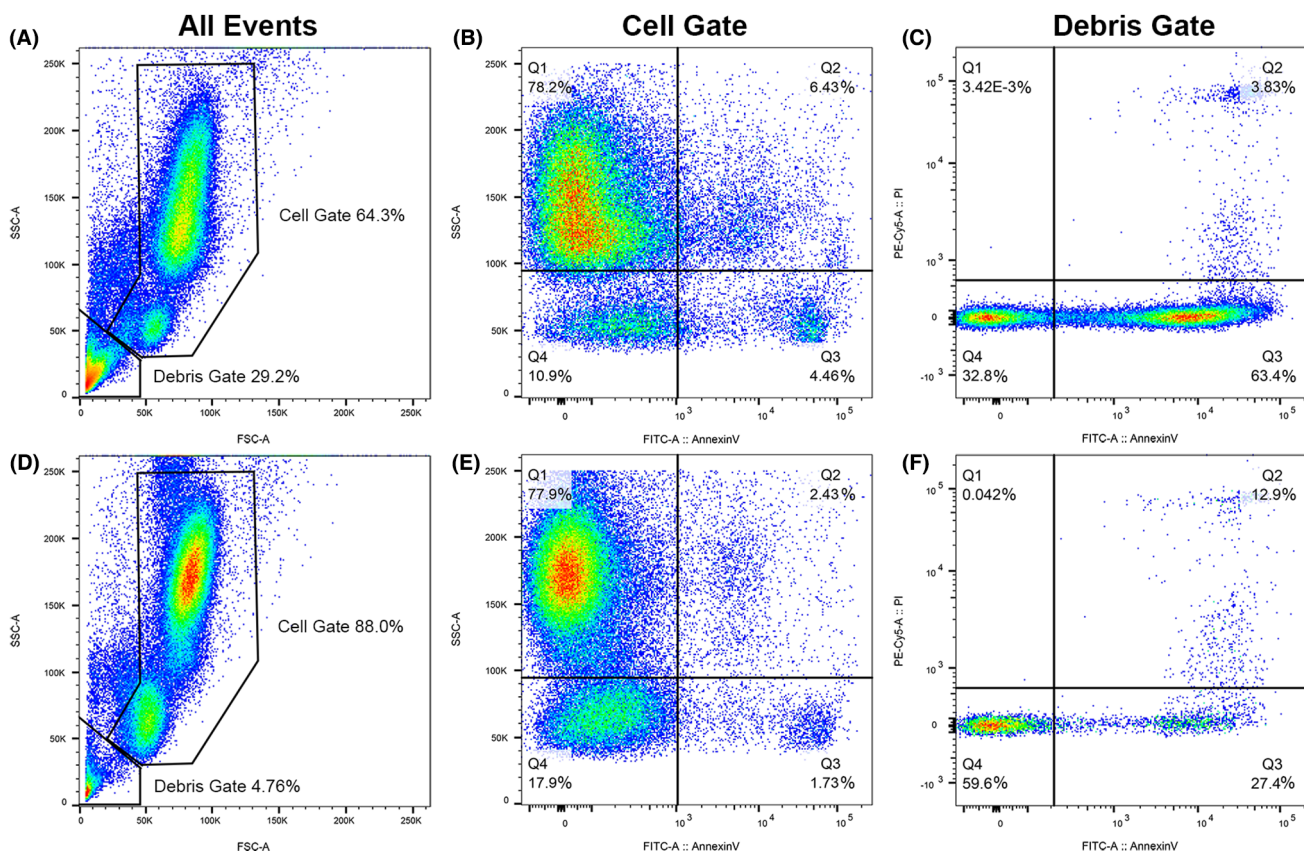 All Events
Cell Gate
Debris Gate
(A)
250K
200K
150K
100K
50K
0
SSC-A
Cell Gate 64.3%
Debris Gate 29.2%
0
50K
100K
150K
200K
250K
FSC-A
(B)
250K
200K
150K
100K
50K
0
SSC-A
Q1
78.2%
Q2
6.43%
Q4
10.9%
Q3
4.46%
0
10^3
10^4
10^5
FITC-A :: AnnexinV
(C)
10^5
10^4
10^3
0
-10^3
PE-Cy5-A :: PI
Q1
3.42E-3%
Q2
3.83%
Q4
32.8%
Q3
63.4%
0
10^3
10^4
10^5
FITC-A :: AnnexinV
(D)
250K
200K
150K
100K
50K
0
SSC-A
Cell Gate 88.0%
Debris Gate 4.76%
0
50K
100K
150K
200K
250K
FSC-A
(E)
250K
200K
150K
100K
50K
0
SSC-A
Q1
77.9%
Q2
2.43%
Q4
17.9%
Q3
1.73%
0
10^3
10^4
10^5
FITC-A :: AnnexinV
(F)
10^5
10^4
10^3
0
-10^3
PE-Cy5-A :: PI
Q1
0.042%
Q2
12.9%
Q4
59.6%
Q3
27.4%
0
10^3
10^4
10^5
FITC-A :: AnnexinV